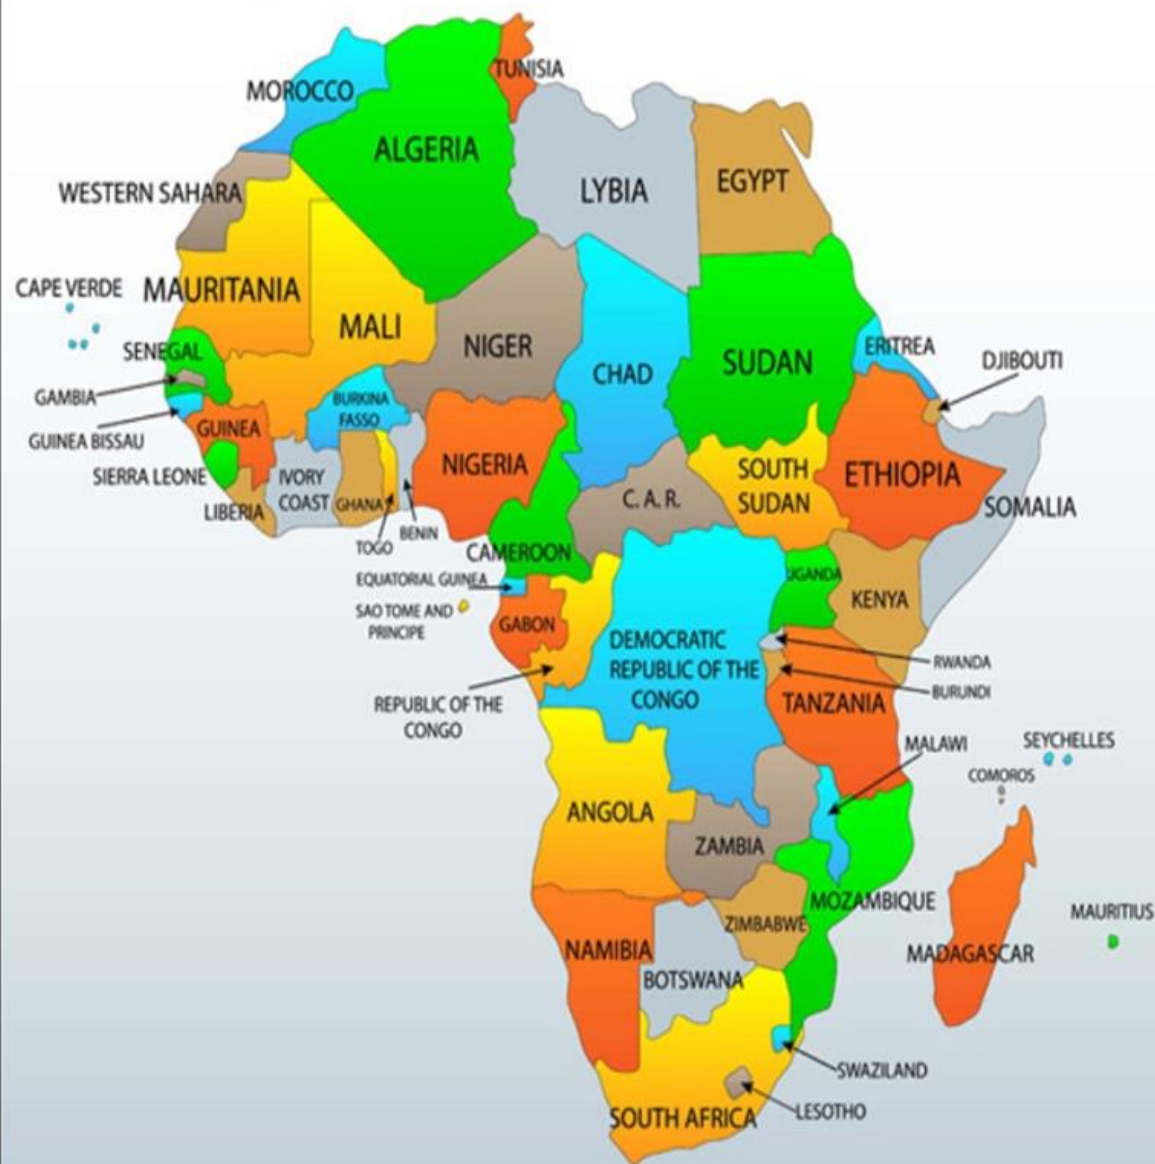 TUNISIA
MOROCCO
ALGERIA
LYBIA
EGYPT
WESTERN SAHARA
CAPE VERDE
MAURITANIA
MALI
NIGER
CHAD
SUDAN
ERITREA
DJIBOUTI
SENEGAL
GAMBIA
GUINEA BISSAU
GUINEA
BURKINA
FASSO
SIERRA LEONE
LIBERIA
IVORY
COAST
GHANA
TOGO
BENIN
NIGERIA
CAMEROON
C. A. R.
SOUTH
SUDAN
ETHIOPIA
SOMALIA
EQUATORIAL GUINEA
SAO TOME AND
PRINCIPE
GABON
REPUBLIC OF THE
CONGO
DEMOCRATIC
REPUBLIC OF THE
CONGO
UGANDA
KENYA
RWANDA
BURUNDI
TANZANIA
MALAWI
SEYCHELLES
COMOROS
ANGOLA
ZAMBIA
MOZAMBIQUE
ZIMBABWE
MAURITIUS
MADAGASCAR
NAMIBIA
BOTSWANA
SWAZILAND
LESOTHO
SOUTH AFRICA